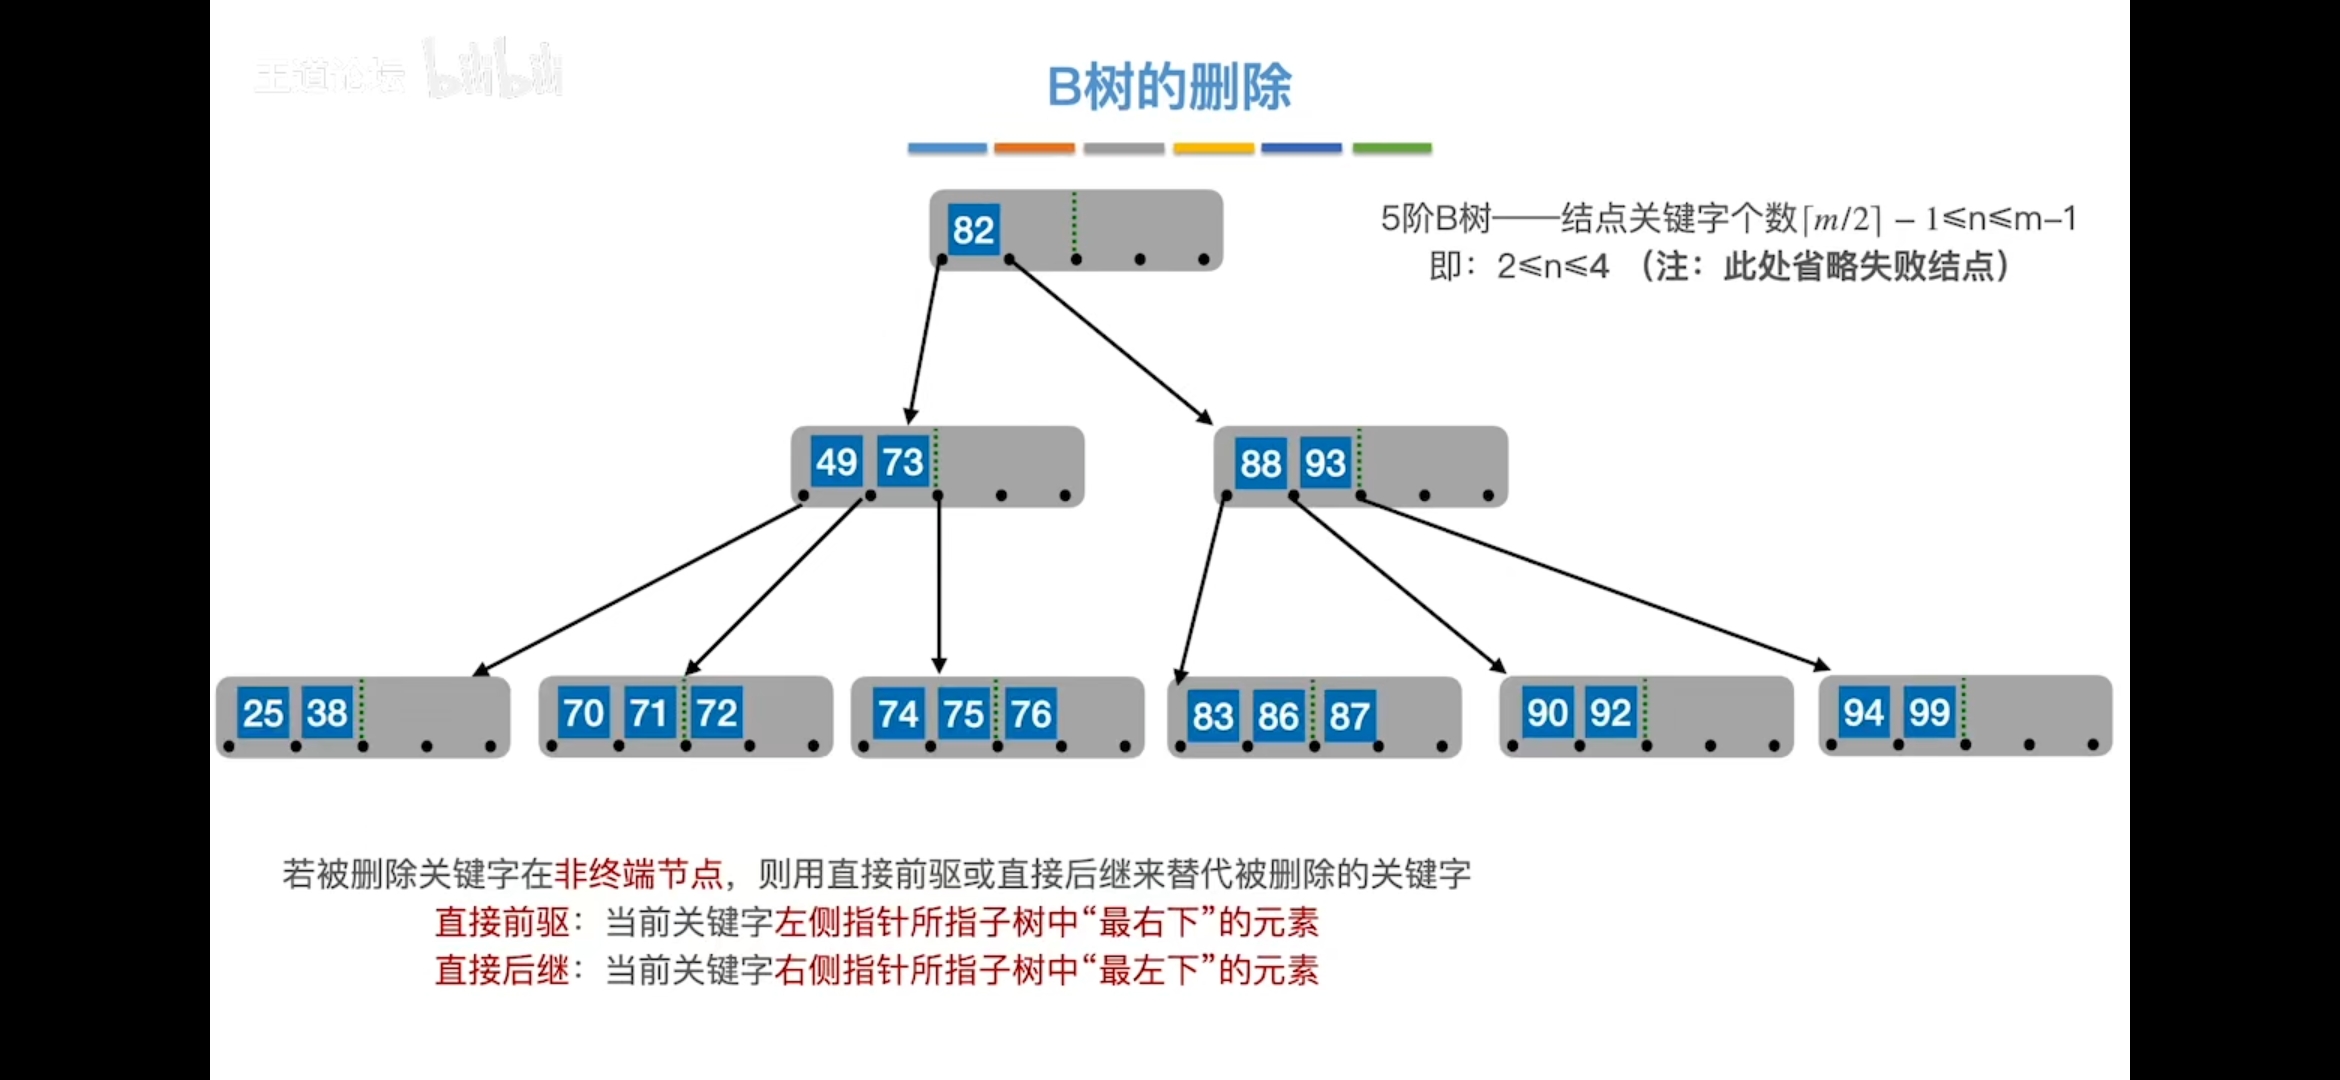 王道论坛 bilibili
B树的删除
82
5阶B树——结点关键字个数⌈m/2⌉ − 1≤n≤m−1
即：2≤n≤4 （注：此处省略失败结点）
49 73
88 93
25 38
70 71 72
74 75 76
83 86 87
90 92
94 99
若被删除关键字在非终端节点，则用直接前驱或直接后继来替代被删除的关键字
直接前驱：当前关键字左侧指针所指子树中“最右下”的元素
直接后继：当前关键字右侧指针所指子树中“最左下”的元素